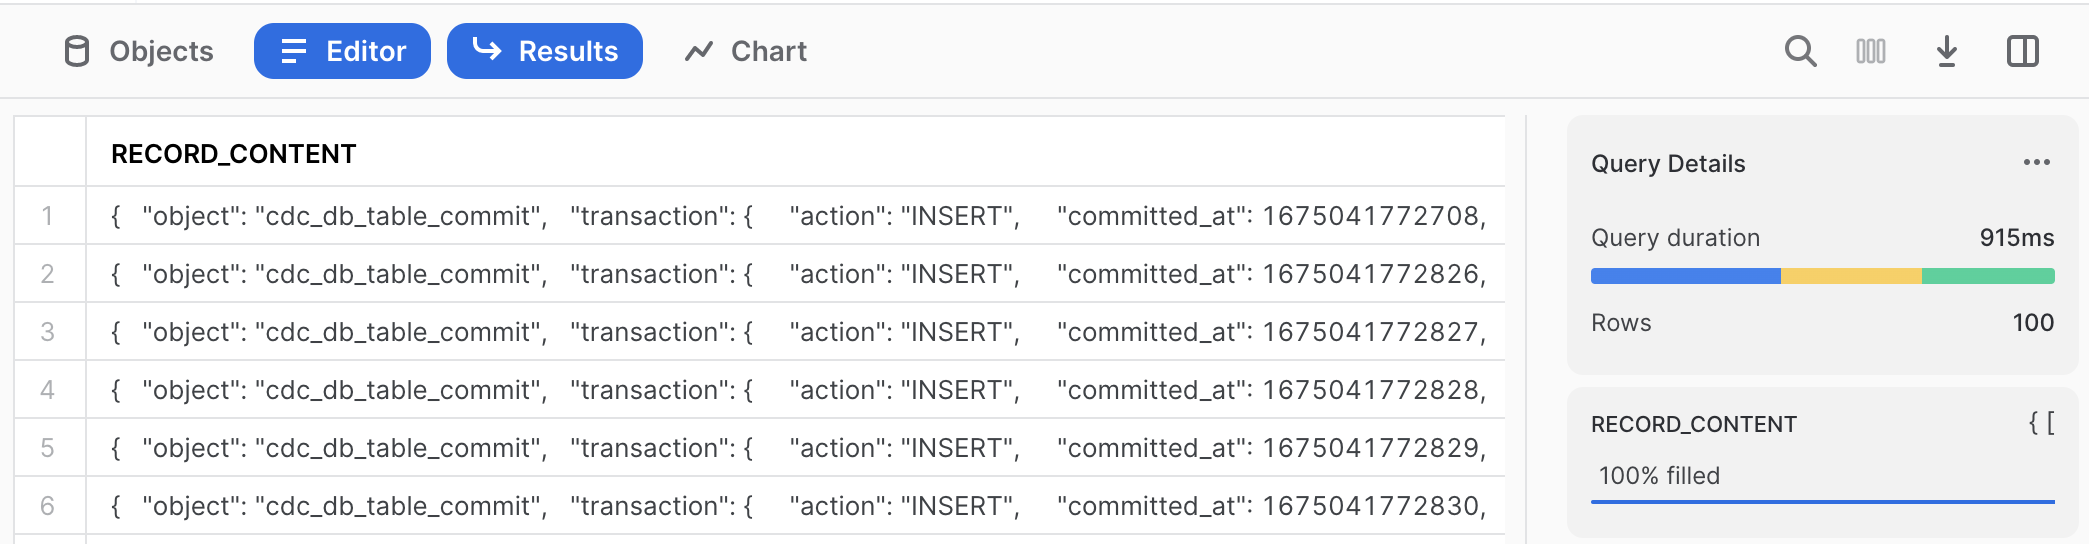 Objects Editor Results Chart
RECORD_CONTENT
1 { "object": "cdc_db_table_commit", "transaction": { "action": "INSERT", "committed_at": 1675041772708,
2 { "object": "cdc_db_table_commit", "transaction": { "action": "INSERT", "committed_at": 1675041772826,
3 { "object": "cdc_db_table_commit", "transaction": { "action": "INSERT", "committed_at": 1675041772827,
4 { "object": "cdc_db_table_commit", "transaction": { "action": "INSERT", "committed_at": 1675041772828,
5 { "object": "cdc_db_table_commit", "transaction": { "action": "INSERT", "committed_at": 1675041772829,
6 { "object": "cdc_db_table_commit", "transaction": { "action": "INSERT", "committed_at": 1675041772830,
Query Details ...
Query duration 915ms
Rows 100
RECORD_CONTENT { [
100% filled